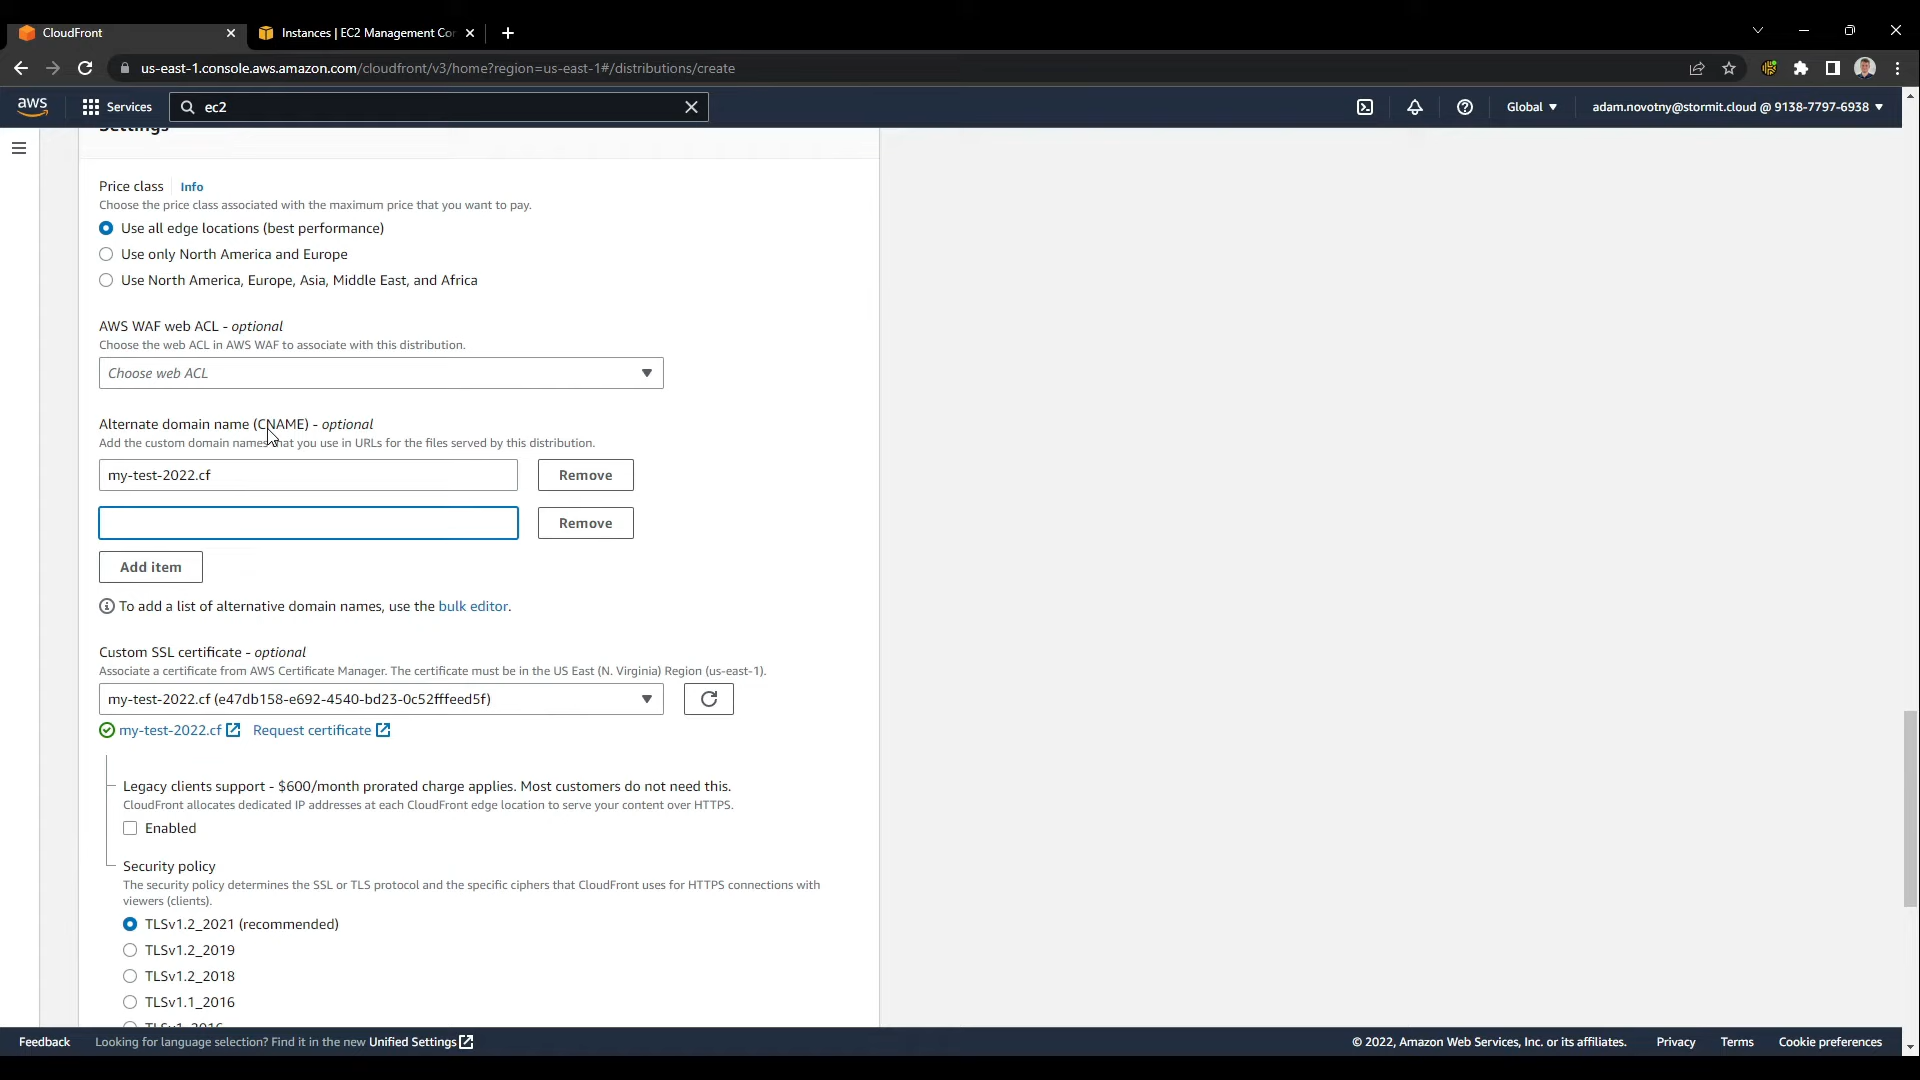 CloudFront
Instances | EC2 Management Con
us-east-1.console.aws.amazon.com/cloudfront/v3/home?region=us-east-1#/distributions/create
aws
Services
ec2
Global
adam.novotny@stormit.cloud @ 9138-7797-6938
Settings
Price class
Info
Choose the price class associated with the maximum price that you want to pay.
Use all edge locations (best performance)
Use only North America and Europe
Use North America, Europe, Asia, Middle East, and Africa
AWS WAF web ACL - optional
Choose the web ACL in AWS WAF to associate with this distribution.
Choose web ACL
Alternate domain name (CNAME) - optional
Add the custom domain names that you use in URLs for the files served by this distribution.
my-test-2022.cf
Remove
Remove
Add item
To add a list of alternative domain names, use the bulk editor.
Custom SSL certificate - optional
Associate a certificate from AWS Certificate Manager. The certificate must be in the US East (N. Virginia) Region (us-east-1).
my-test-2022.cf (e47db158-e692-4540-bd23-0c52fffeed5f)
my-test-2022.cf
Request certificate
Legacy clients support - $600/month prorated charge applies. Most customers do not need this.
CloudFront allocates dedicated IP addresses at each CloudFront edge location to serve your content over HTTPS.
Enabled
Security policy
The security policy determines the SSL or TLS protocol and the specific ciphers that CloudFront uses for HTTPS connections with
viewers (clients).
TLSv1.2_2021 (recommended)
TLSv1.2_2019
TLSv1.2_2018
TLSv1.1_2016
TLSv1_2016
Feedback
Looking for language selection? Find it in the new Unified Settings
© 2022, Amazon Web Services, Inc. or its affiliates.
Privacy
Terms
Cookie preferences